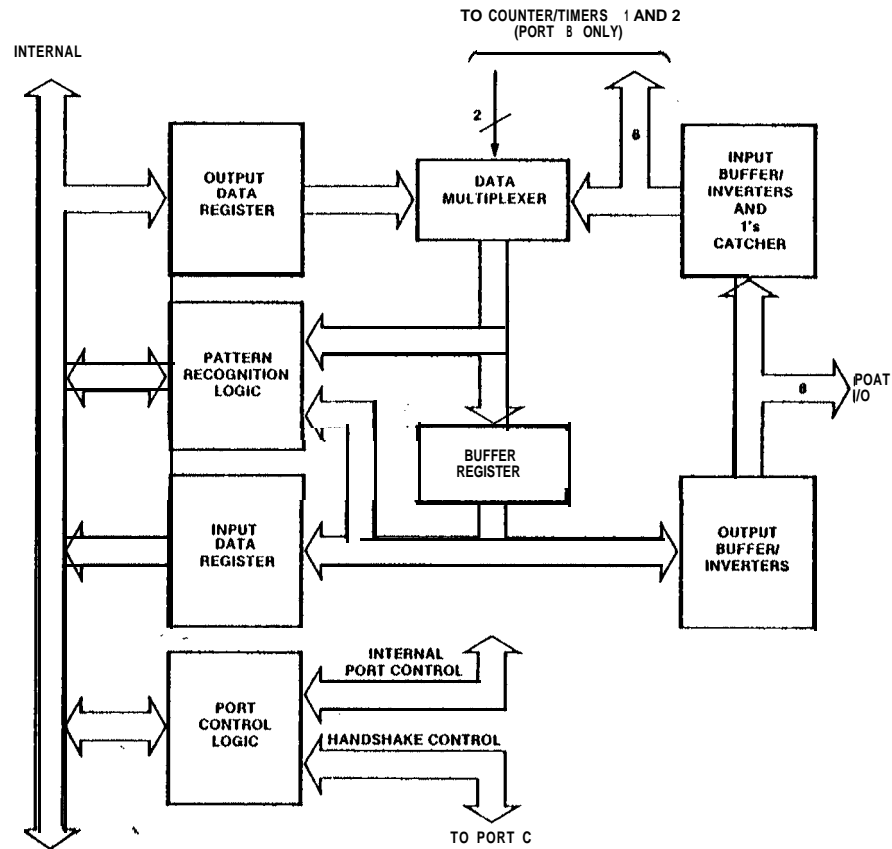 TO COUNTER/TIMERS 1 AND 2
(PORT B ONLY)
INTERNAL
2
6
OUTPUT
DATA
REGISTER
DATA
MULTIPLEXER
INPUT
BUFFER/
INVERTERS
AND
1's
CATCHER
PATTERN
RECOGNITION
LOGIC
6
POAT
I/O
BUFFER
REGISTER
INPUT
DATA
REGISTER
OUTPUT
BUFFER/
INVERTERS
INTERNAL
PORT CONTROL
PORT
CONTROL
LOGIC
HANDSHAKE CONTROL
TO PORT C